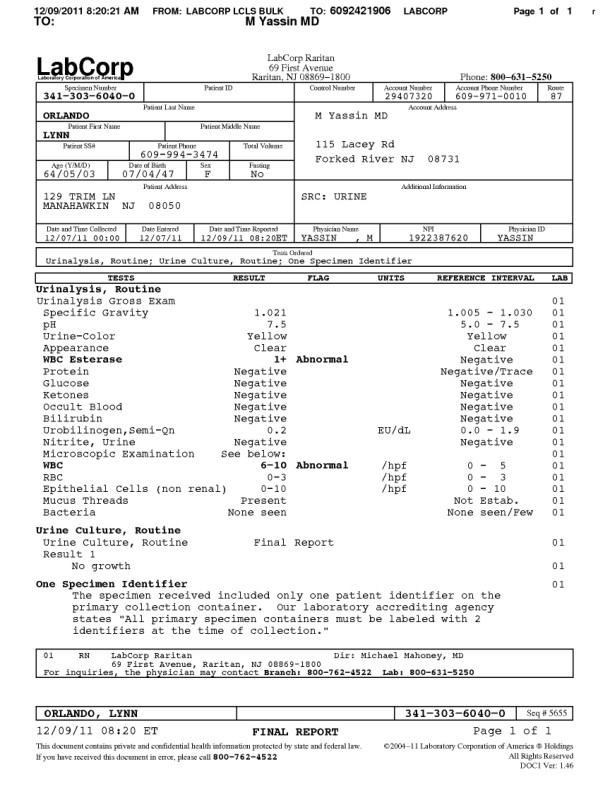 12/09/2011 8:20:21 AM FROM: LABCORP LCLS BULK TO: 6092421906 LABCORP Page 1 of 1 r
TO: M Yassin MD
LabCorp
Laboratory Corporation of America
LabCorp Raritan
69 First Avenue
Raritan, NJ 08869-1800 Phone: 800-631-5250
Specimen Number Patient ID Control Number Account Number Account Phone Number Route
341-303-6040-0 29407320 609-971-0010 87
Patient Last Name Account Address
ORLANDO M Yassin MD
Patient First Name Patient Middle Name
LYNN
Patient SS# Patient Phone Total Volume 115 Lacey Rd
609-994-3474 Forked River NJ 08731
Age (Y/M/D) Date of Birth Sex Fasting
64/05/03 07/04/47 F No
Patient Address Additional Information
129 TRIM LN SRC: URINE
MANAHAWKIN NJ 08050
Date and Time Collected Date Entered Date and Time Reported Physician Name NPI Physician ID
12/07/11 00:00 12/07/11 12/09/11 08:20ET YASSIN , M 1922387620 YASSIN
Tests Ordered
Urinalysis, Routine; Urine Culture, Routine; One Specimen Identifier
TESTS RESULT FLAG UNITS REFERENCE INTERVAL LAB
Urinalysis, Routine
Urinalysis Gross Exam 01
Specific Gravity 1.021 1.005 - 1.030 01
pH 7.5 5.0 - 7.5 01
Urine-Color Yellow Yellow 01
Appearance Clear Clear 01
WBC Esterase 1+ Abnormal Negative 01
Protein Negative Negative/Trace 01
Glucose Negative Negative 01
Ketones Negative Negative 01
Occult Blood Negative Negative 01
Bilirubin Negative Negative 01
Urobilinogen,Semi-Qn 0.2 EU/dL 0.0 - 1.9 01
Nitrite, Urine Negative Negative 01
Microscopic Examination See below: 01
WBC 6-10 Abnormal /hpf 0 - 5 01
RBC 0-3 /hpf 0 - 3 01
Epithelial Cells (non renal) 0-10 /hpf 0 - 10 01
Mucus Threads Present Not Estab. 01
Bacteria None seen None seen/Few 01
Urine Culture, Routine
Urine Culture, Routine Final Report 01
Result 1
No growth 01
One Specimen Identifier 01
The specimen received included only one patient identifier on the
primary collection container. Our laboratory accrediting agency
states "All primary specimen containers must be labeled with 2
identifiers at the time of collection."
01 RN LabCorp Raritan Dir: Michael Mahoney, MD
69 First Avenue, Raritan, NJ 08869-1800
For inquiries, the physician may contact Branch: 800-762-4522 Lab: 800-631-5250
ORLANDO, LYNN 341-303-6040-0 Seq # 5655
12/09/11 08:20 ET FINAL REPORT Page 1 of 1
This document contains private and confidential health information protected by state and federal law. ©2004-11 Laboratory Corporation of America ® Holdings
If you have received this document in error, please call 800-762-4522 All Rights Reserved
DOC1 Ver: 1.46